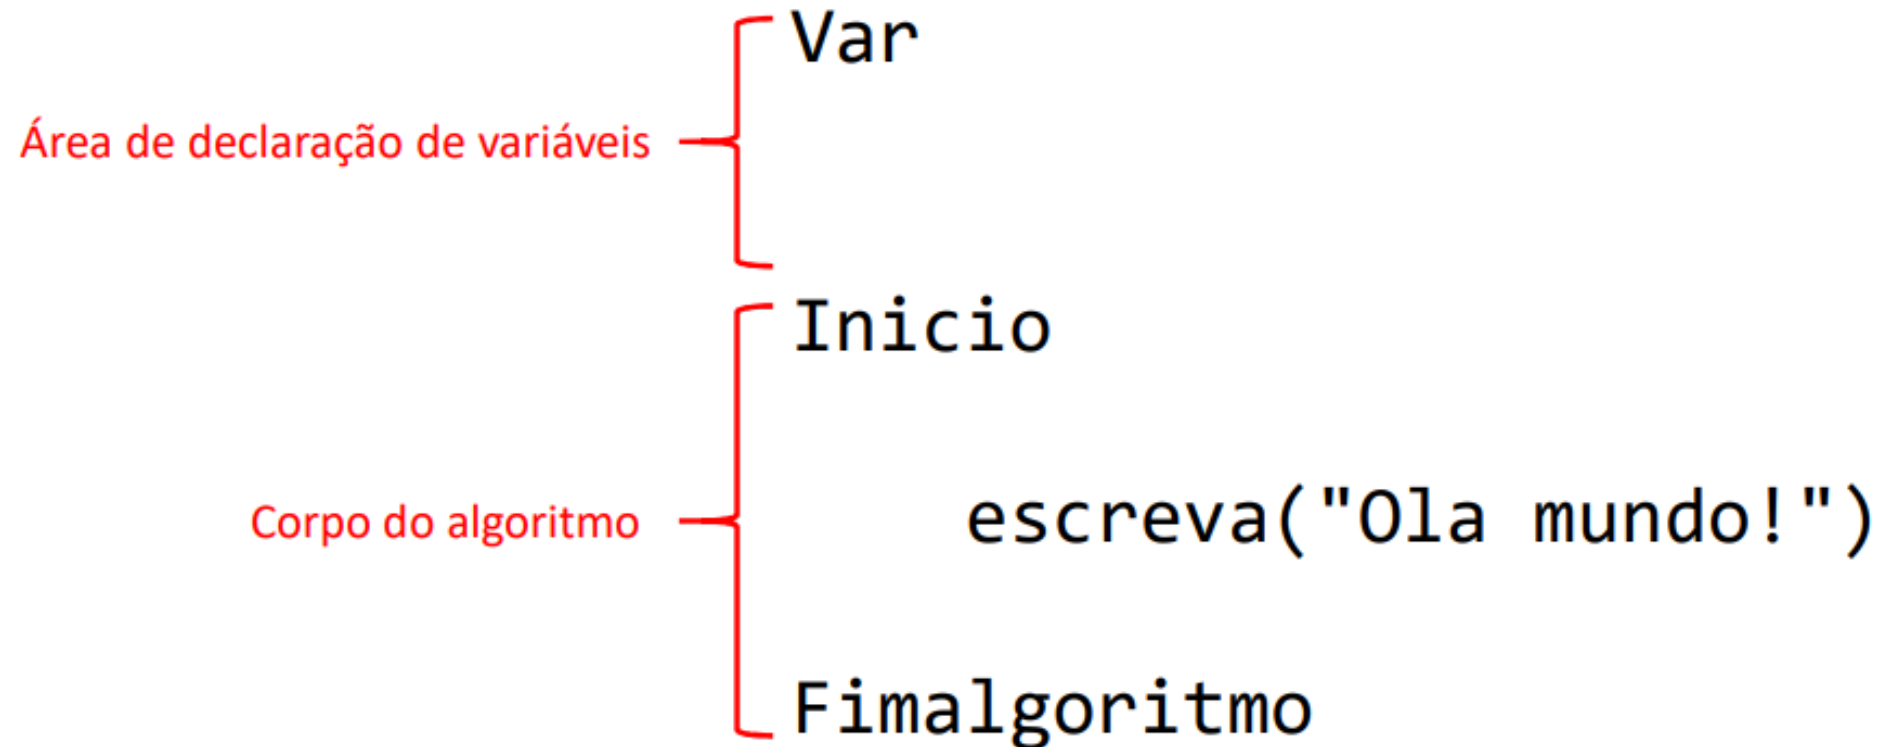 Var
Área de declaração de variáveis
Inicio
Corpo do algoritmo
escreva("Ola mundo!")
Fimalgoritmo